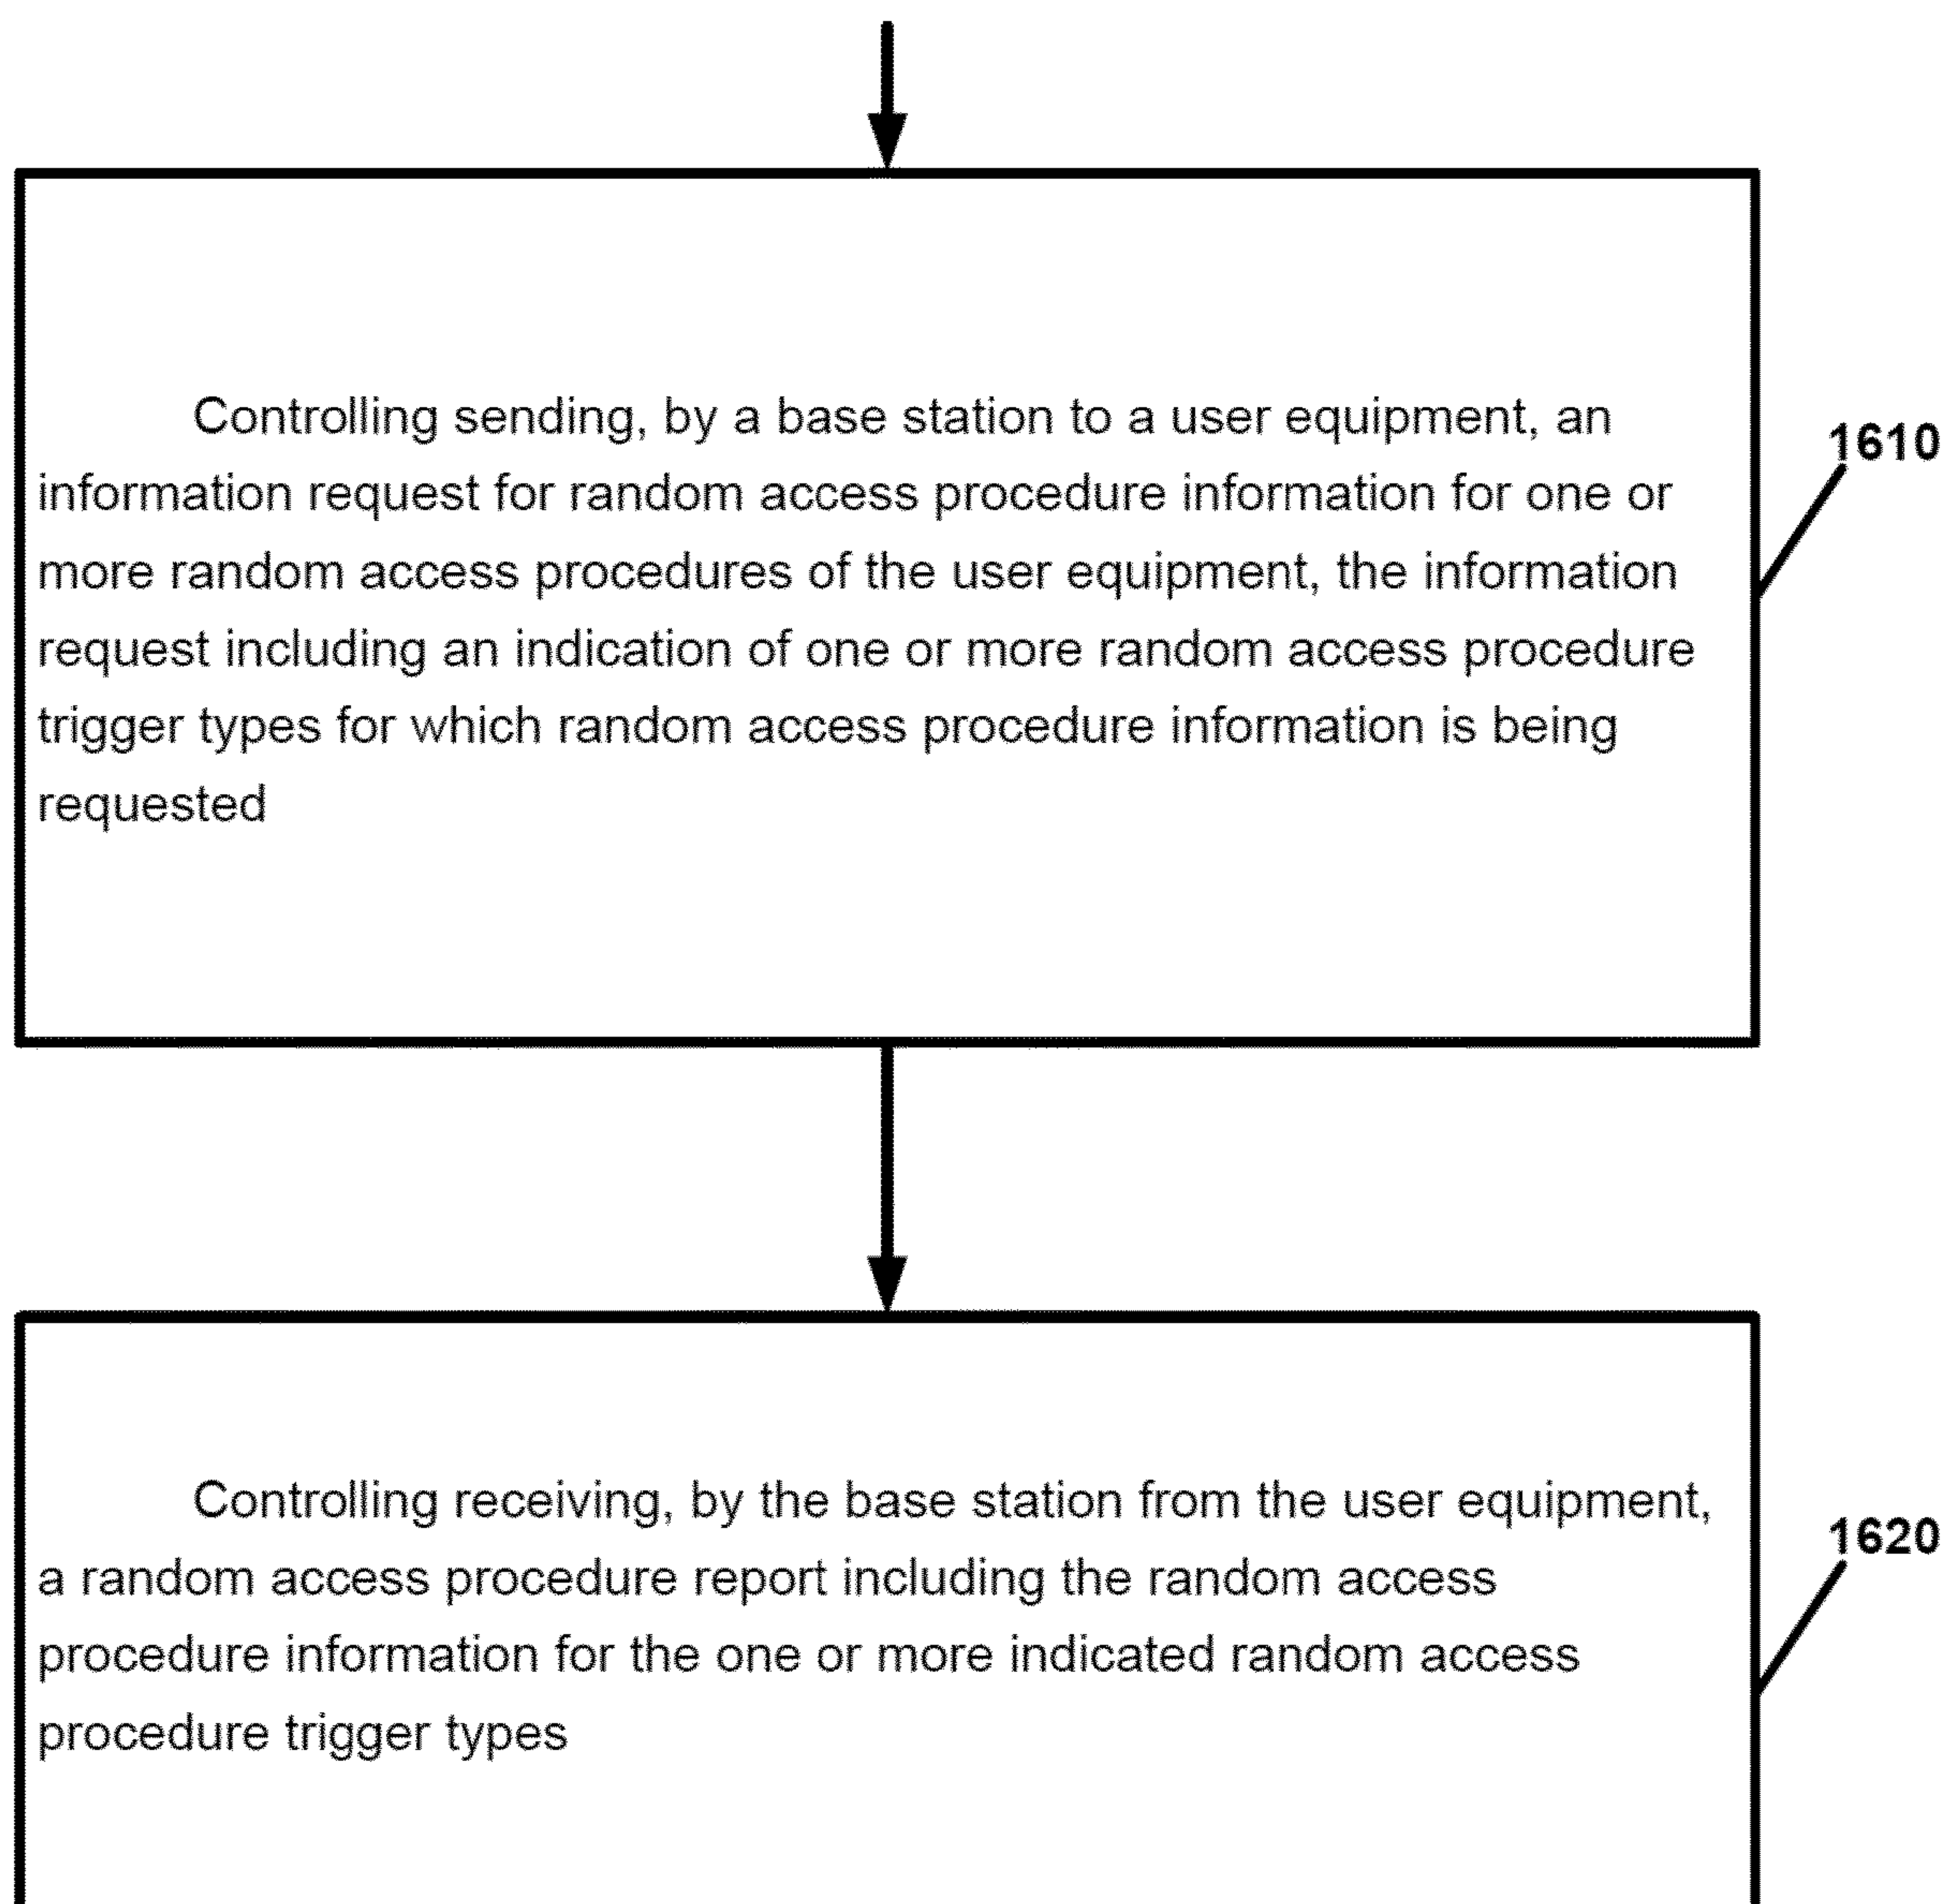 Controlling sending, by a base station to a user equipment, an
information request for random access procedure information for one or
more random access procedures of the user equipment, the information
request including an indication of one or more random access procedure
trigger types for which random access procedure information is being
requested
1610
Controlling receiving, by the base station from the user equipment,
a random access procedure report including the random access
procedure information for the one or more indicated random access
procedure trigger types
1620